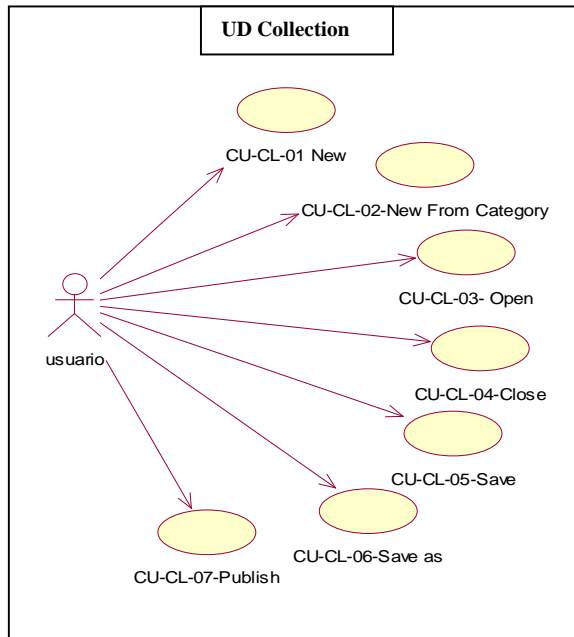 UD Collection
CU-CL-01 New
CU-CL-02-New From Category
CU-CL-03- Open
usuario
CU-CL-04-Close
CU-CL-05-Save
CU-CL-06-Save as
CU-CL-07-Publish